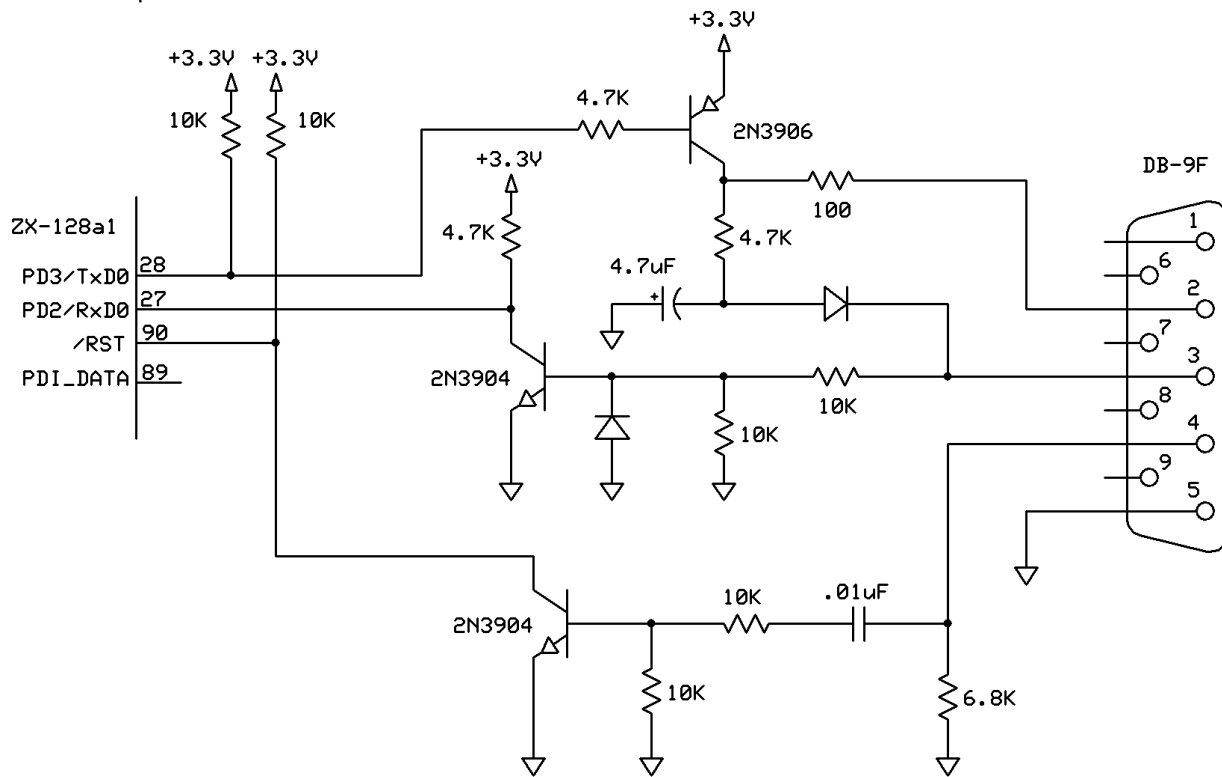 +3.3V
+3.3V +3.3V
10K 10K
4.7K
2N3906
+3.3V
DB-9F
100
ZX-128a1
4.7K
4.7K
1
PD3/TxD0 28
4.7uF
+
6
PD2/RxD0 27
2
/RST 90
7
PDI_DATA 89
2N3904
3
10K
8
10K
4
9
5
.01uF
10K
2N3904
10K
6.8K